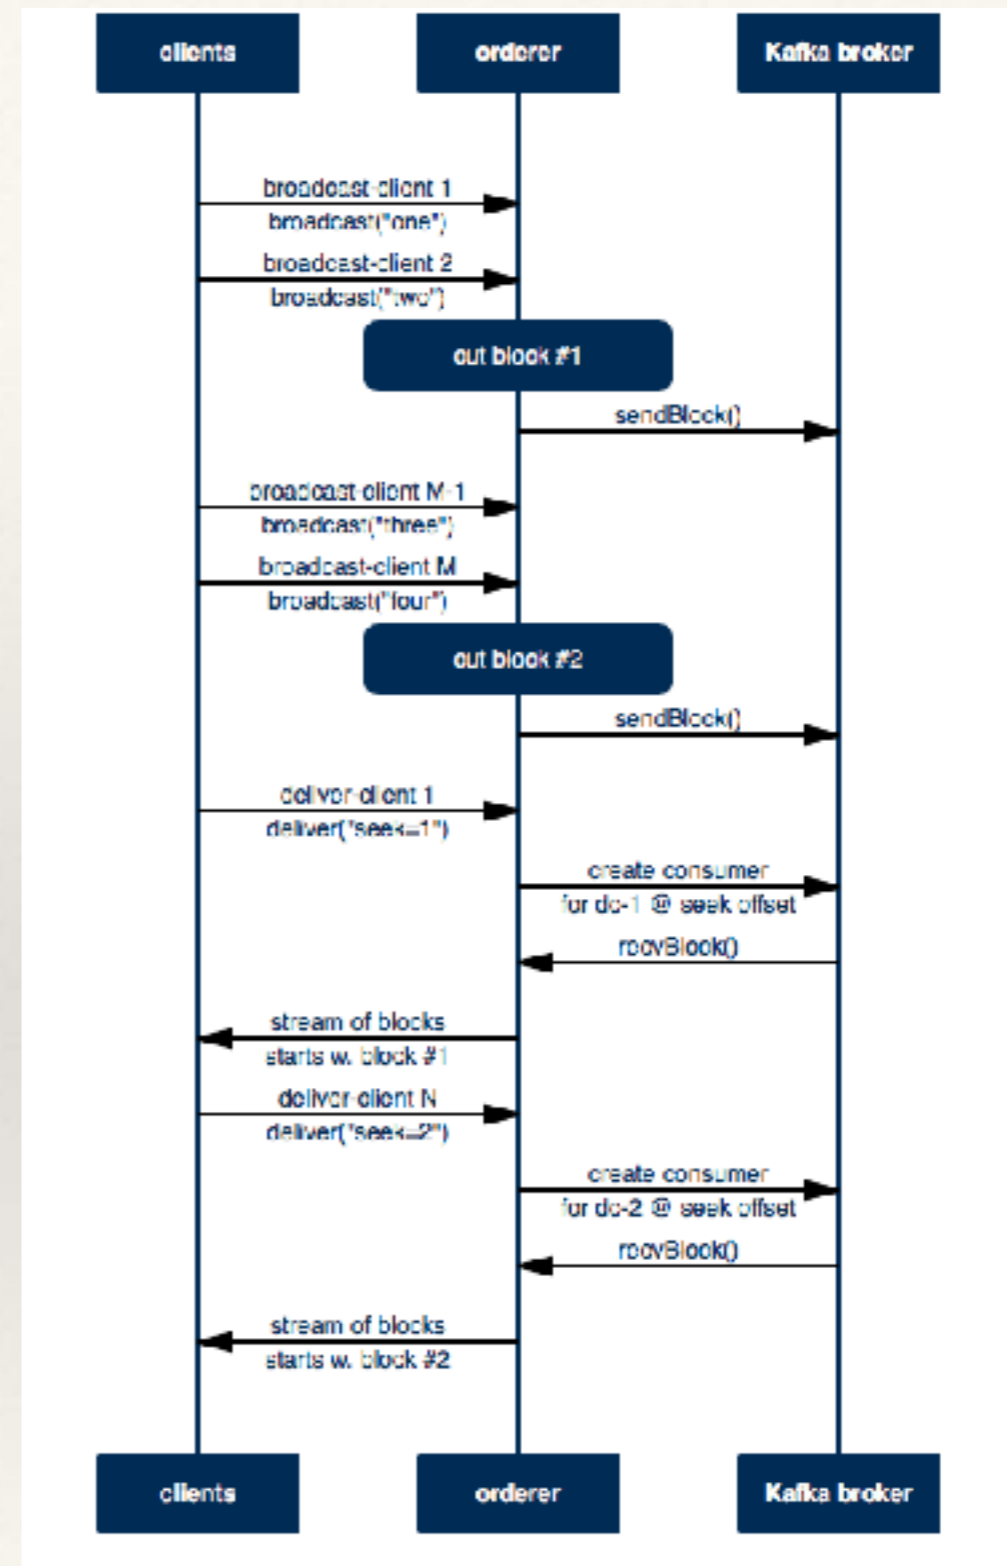 clients
orderer
Kafka broker
broadcast-client 1
broadcast("one")
broadcast-client 2
broadcast("two")
cut block #1
sendBlock()
broadcast-client M-1
broadcast("three")
broadcast-client M
broadcast("four")
cut block #2
sendBlock()
deliver-client 1
deliver("seek=1")
create consumer
for dc-1 @ seek offset
recvBlock()
stream of blocks
starts w. block #1
deliver-client N
deliver("seek=2")
create consumer
for dc-2 @ seek offset
recvBlock()
stream of blocks
starts w. block #2
clients
orderer
Kafka broker